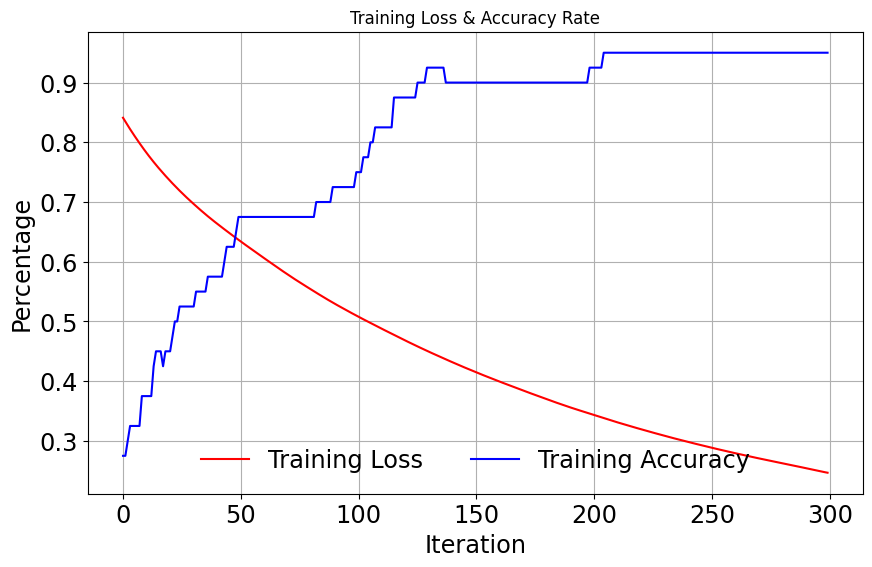 Training Loss & Accuracy Rate
Percentage
0.9
0.8
0.7
0.6
0.5
0.4
0.3
Training Loss Training Accuracy
0 50 100 150 200 250 300
Iteration